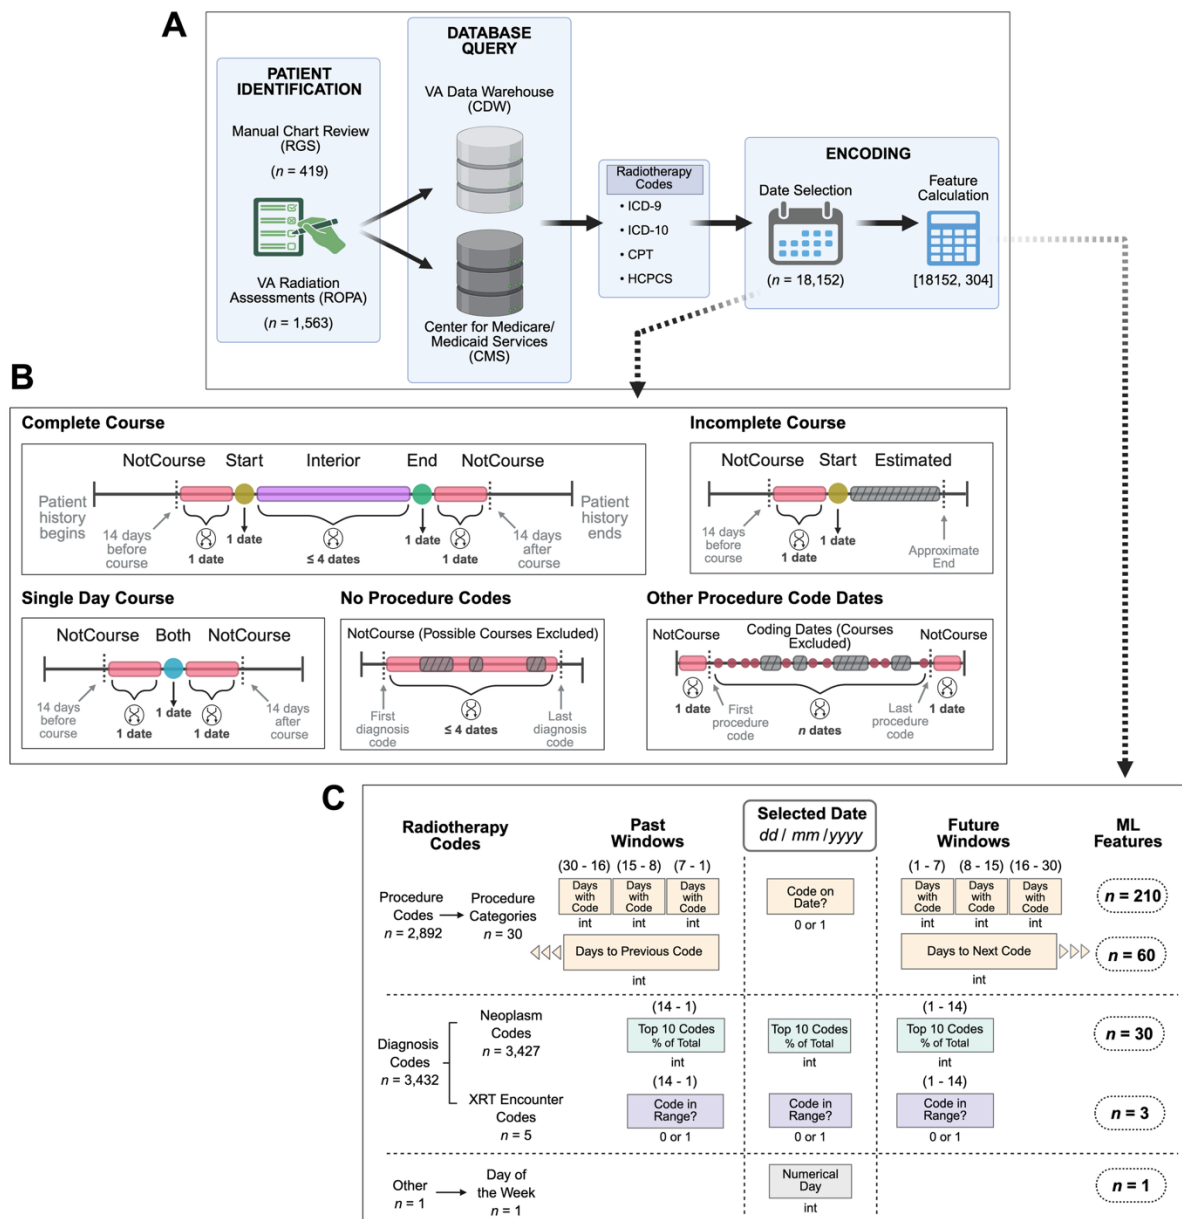 A
PATIENT
IDENTIFICATION
Manual Chart Review
(RGS)
(n = 419)
VA Radiation
Assessments (ROPA)
(n = 1,563)
DATABASE
QUERY
VA Data Warehouse
(CDW)
Center for Medicare/
Medicaid Services
(CMS)
Radiotherapy
Codes
• ICD-9
• ICD-10
• CPT
• HCPCS
ENCODING
Date Selection
(n = 18,152)
Feature
Calculation
[18152, 304]
B
Complete Course
NotCourse Start Interior End NotCourse
Patient
history
begins
14 days
before
course
1 date
1 date
≤ 4 dates
1 date
1 date
14 days
after
course
Patient
history
ends
Incomplete Course
NotCourse Start Estimated
14 days
before
course
1 date
1 date
Approximate
End
Single Day Course
NotCourse Both NotCourse
14 days
before
course
1 date
1 date
1 date
14 days
after
course
No Procedure Codes
NotCourse (Possible Courses Excluded)
First
diagnosis
code
≤ 4 dates
Last
diagnosis
code
Other Procedure Code Dates
NotCourse
Coding Dates (Courses
Excluded)
NotCourse
1 date
First
procedure
code
n dates
Last
procedure
code
1 date
C
Radiotherapy
Codes
Past
Windows
Selected Date
dd / mm /yyyy
Future
Windows
ML
Features
(30 - 16) (15 - 8) (7 - 1)
(1 - 7) (8 - 15) (16 - 30)
Procedure
Codes
n = 2,892
Procedure
Categories
n = 30
Days
with
Code
int
Days
with
Code
int
Days
with
Code
int
Code on
Date?
0 or 1
Days
with
Code
int
Days
with
Code
int
Days
with
Code
int
n = 210
Days to Previous Code
int
Days to Next Code
int
n = 60
Diagnosis
Codes
n = 3,432
Neoplasm
Codes
n = 3,427
(14 - 1)
Top 10 Codes
% of Total
int
Top 10 Codes
% of Total
int
(1 - 14)
Top 10 Codes
% of Total
int
n = 30
XRT Encounter
Codes
n = 5
(14 - 1)
Code in
Range?
0 or 1
Code in
Range?
0 or 1
(1 - 14)
Code in
Range?
0 or 1
n = 3
Other
n = 1
Day of
the Week
n = 1
Numerical
Day
int
n = 1